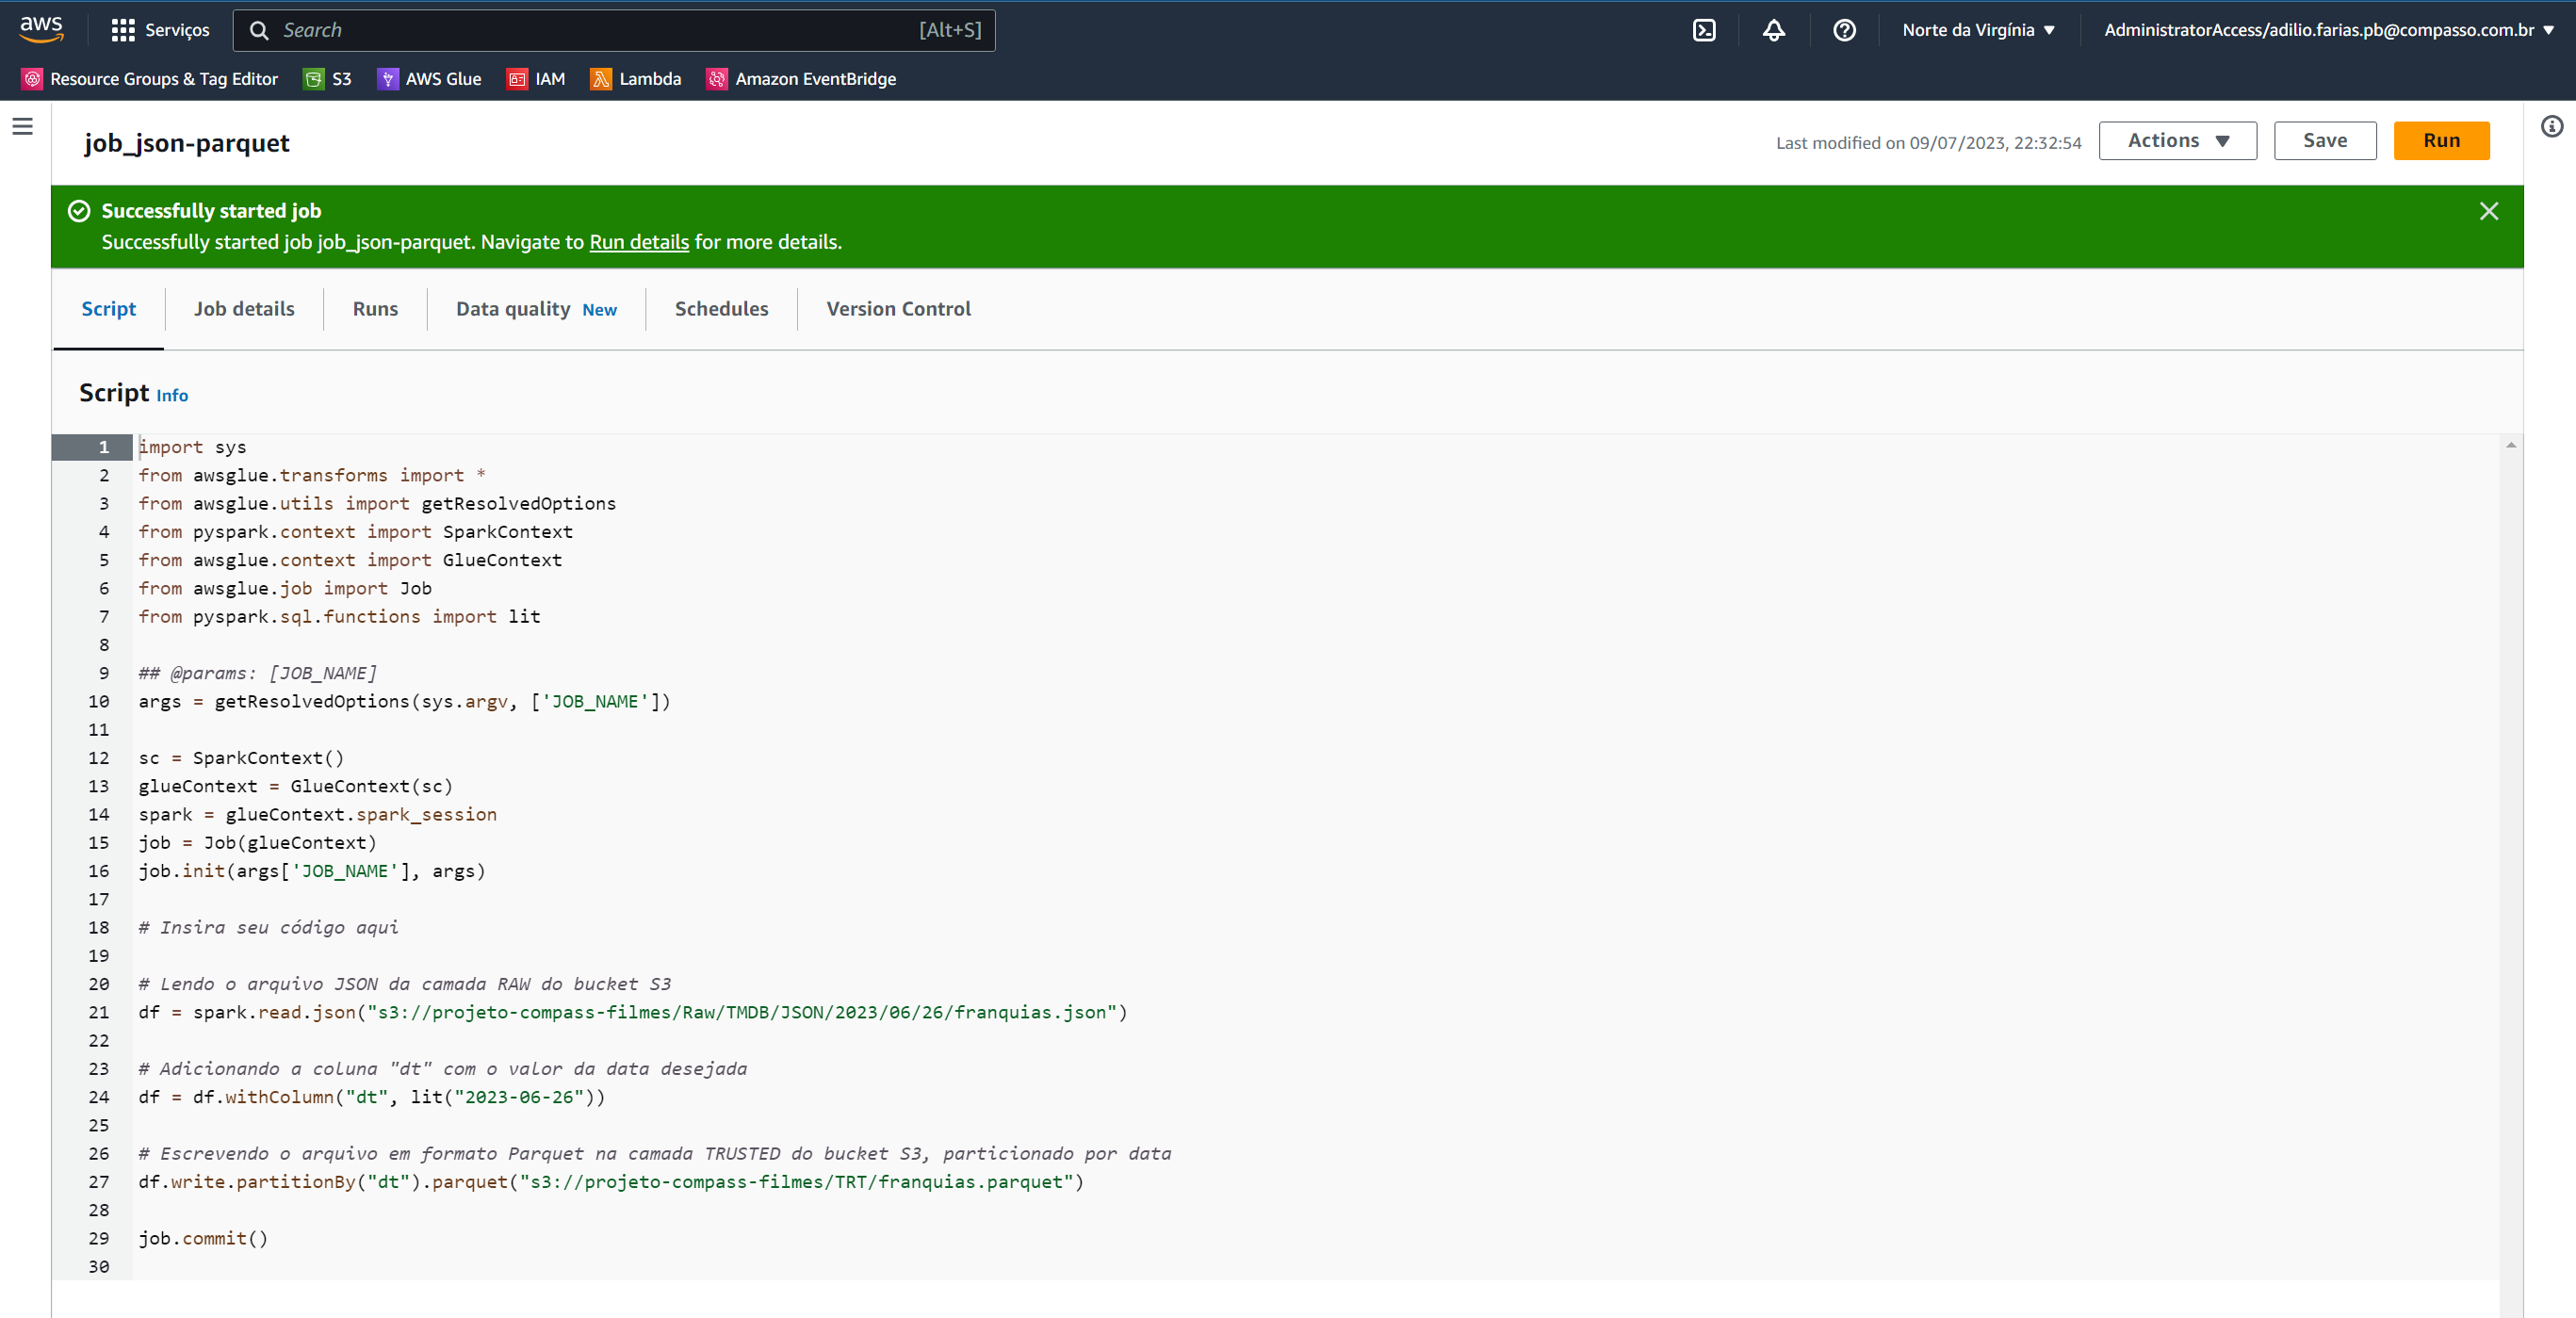 aws Serviços Search [Alt+S] Norte da Virgínia AdministratorAccess/adilio.farias.pb@compasso.com.br
Resource Groups & Tag Editor S3 AWS Glue IAM Lambda Amazon EventBridge
job_json-parquet Last modified on 09/07/2023, 22:32:54 Actions Save Run
Successfully started job
Successfully started job job_json-parquet. Navigate to Run details for more details.
Script Job details Runs Data quality New Schedules Version Control
Script Info
1 import sys
2 from awsglue.transforms import *
3 from awsglue.utils import getResolvedOptions
4 from pyspark.context import SparkContext
5 from awsglue.context import GlueContext
6 from awsglue.job import Job
7 from pyspark.sql.functions import lit
8
9 ## @params: [JOB_NAME]
10 args = getResolvedOptions(sys.argv, ['JOB_NAME'])
11
12 sc = SparkContext()
13 glueContext = GlueContext(sc)
14 spark = glueContext.spark_session
15 job = Job(glueContext)
16 job.init(args['JOB_NAME'], args)
17
18 # Insira seu código aqui
19
20 # Lendo o arquivo JSON da camada RAW do bucket S3
21 df = spark.read.json("s3://projeto-compass-filmes/Raw/TMDB/JSON/2023/06/26/franquias.json")
22
23 # Adicionando a coluna "dt" com o valor da data desejada
24 df = df.withColumn("dt", lit("2023-06-26"))
25
26 # Escrevendo o arquivo em formato Parquet na camada TRUSTED do bucket S3, particionado por data
27 df.write.partitionBy("dt").parquet("s3://projeto-compass-filmes/TRT/franquias.parquet")
28
29 job.commit()
30